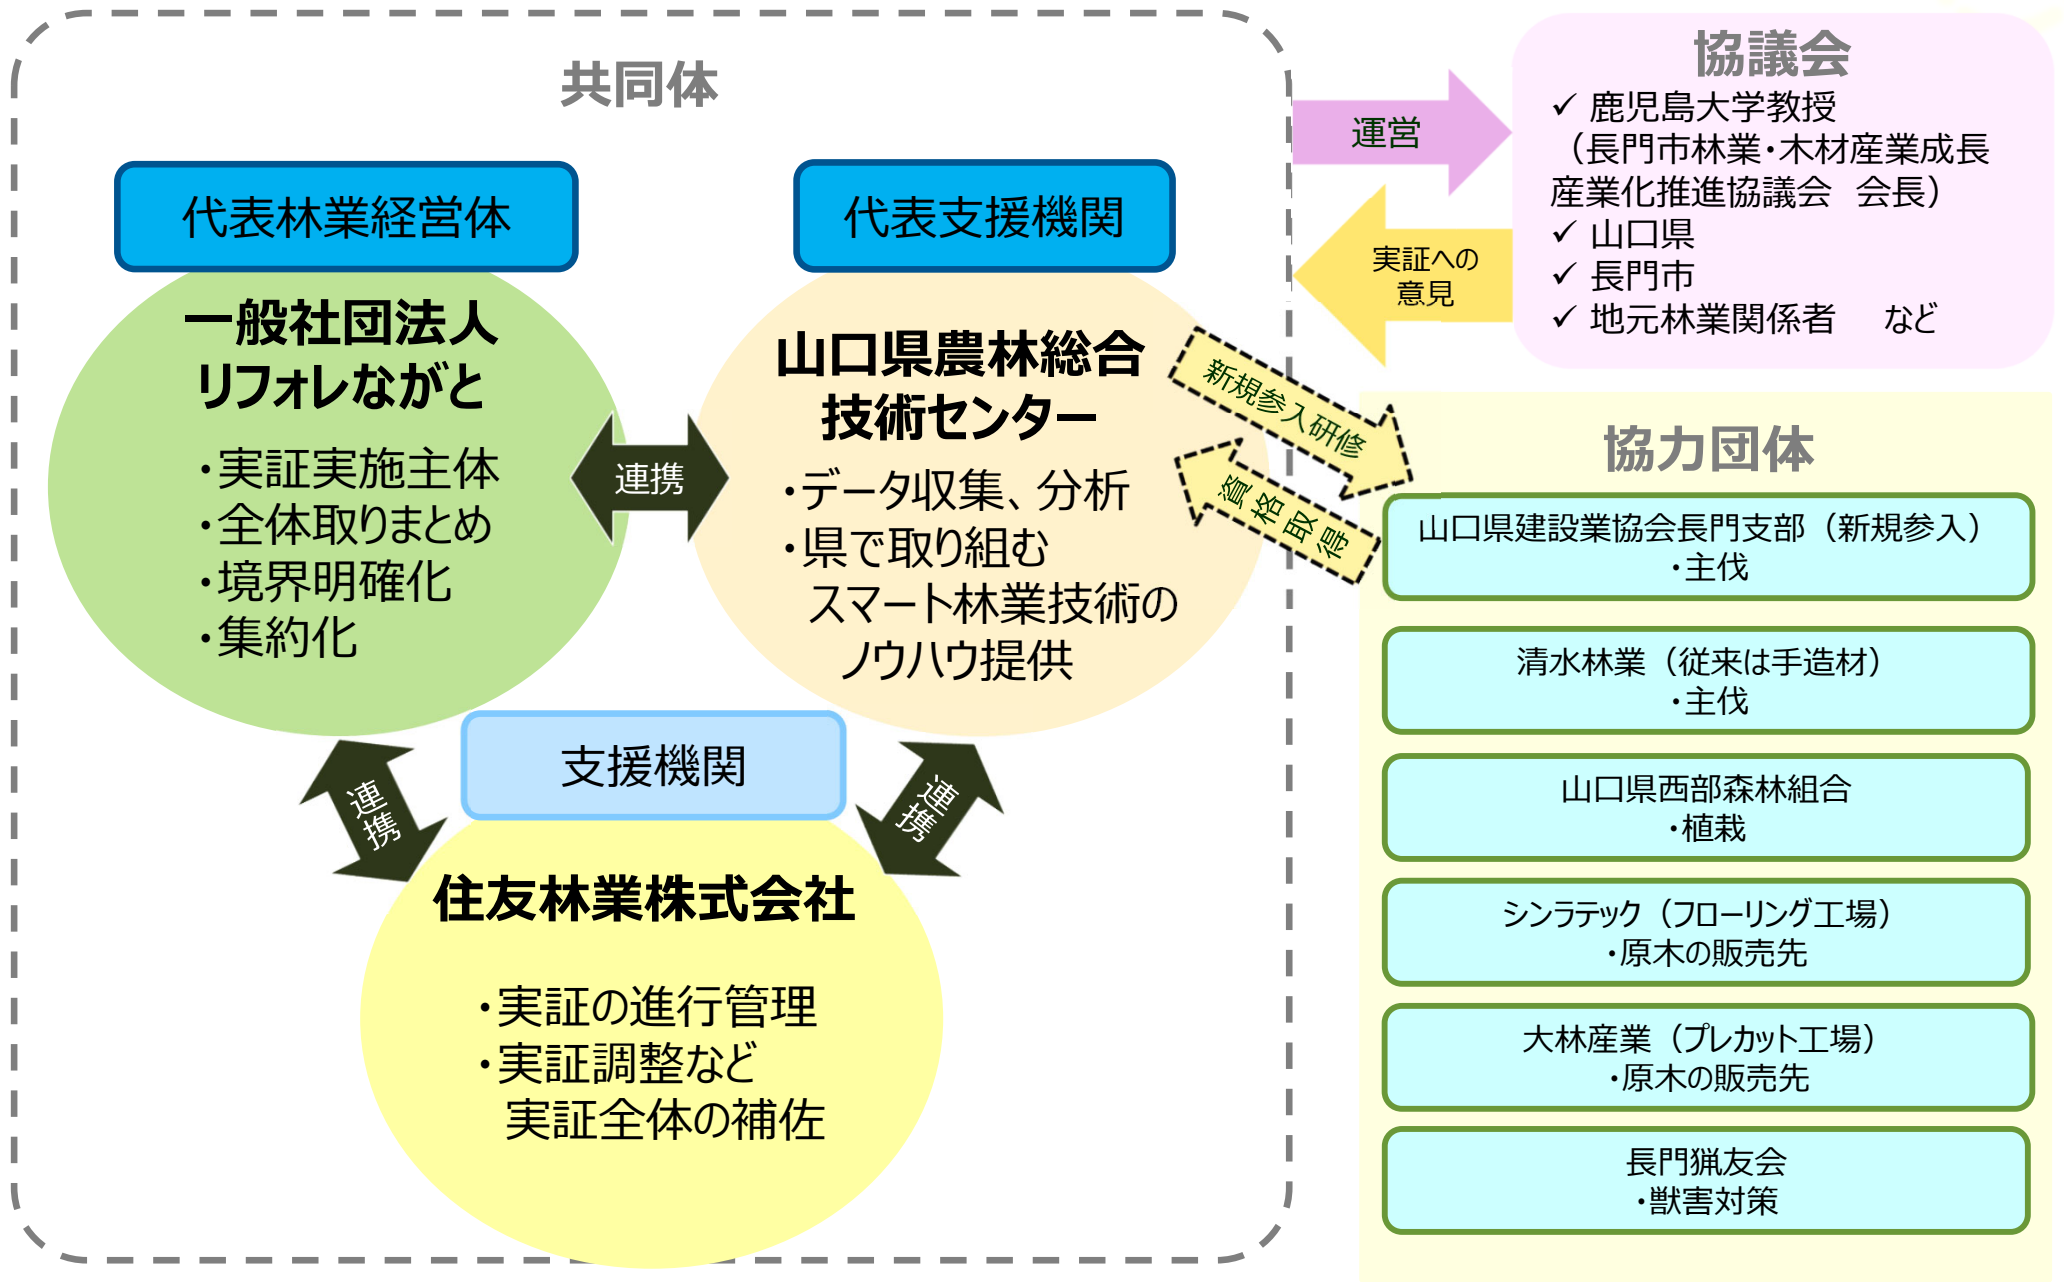 共同体
代表林業経営体
一般社団法人
リフォレながと
・実証実施主体
・全体取りまとめ
・境界明確化
・集約化
連携
代表支援機関
山口県農林総合
技術センター
・データ収集、分析
・県で取り組む
スマート林業技術の
ノウハウ提供
連携
連携
支援機関
住友林業株式会社
・実証の進行管理
・実証調整など
実証全体の補佐
運営
実証への
意見
協議会
✓ 鹿児島大学教授
（長門市林業・木材産業成長
産業化推進協議会 会長）
✓ 山口県
✓ 長門市
✓ 地元林業関係者 など
新規参入研修
資格取得
協力団体
山口県建設業協会長門支部（新規参入）
・主伐
清水林業（従来は手造材）
・主伐
山口県西部森林組合
・植栽
シンラテック（フローリング工場）
・原木の販売先
大林産業（プレカット工場）
・原木の販売先
長門猟友会
・獣害対策